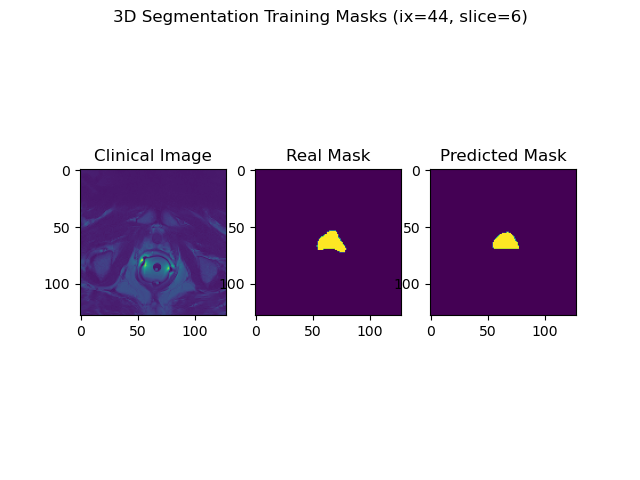 3D Segmentation Training Masks (ix=44, slice=6)
Clinical Image Real Mask Predicted Mask
0 0 0
50 50 50
100 100 100
0 50 100 0 50 100 0 50 100